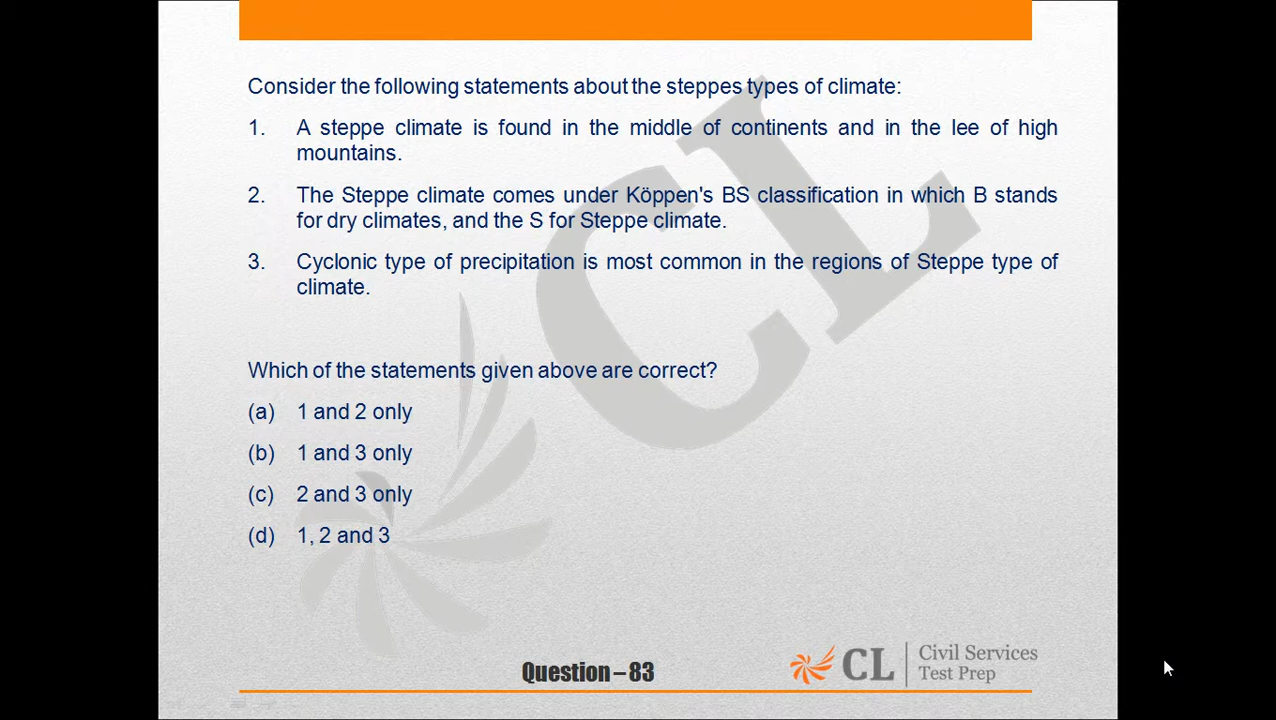 Consider the following statements about the steppes types of climate:
1. A steppe climate is found in the middle of continents and in the lee of high
mountains.
2. The Steppe climate comes under Köppen's BS classification in which B stands
for dry climates, and the S for Steppe climate.
3. Cyclonic type of precipitation is most common in the regions of Steppe type of
climate.
Which of the statements given above are correct?
(a) 1 and 2 only
(b) 1 and 3 only
(c) 2 and 3 only
(d) 1, 2 and 3
CL
Question – 83
CL Civil Services
Test Prep